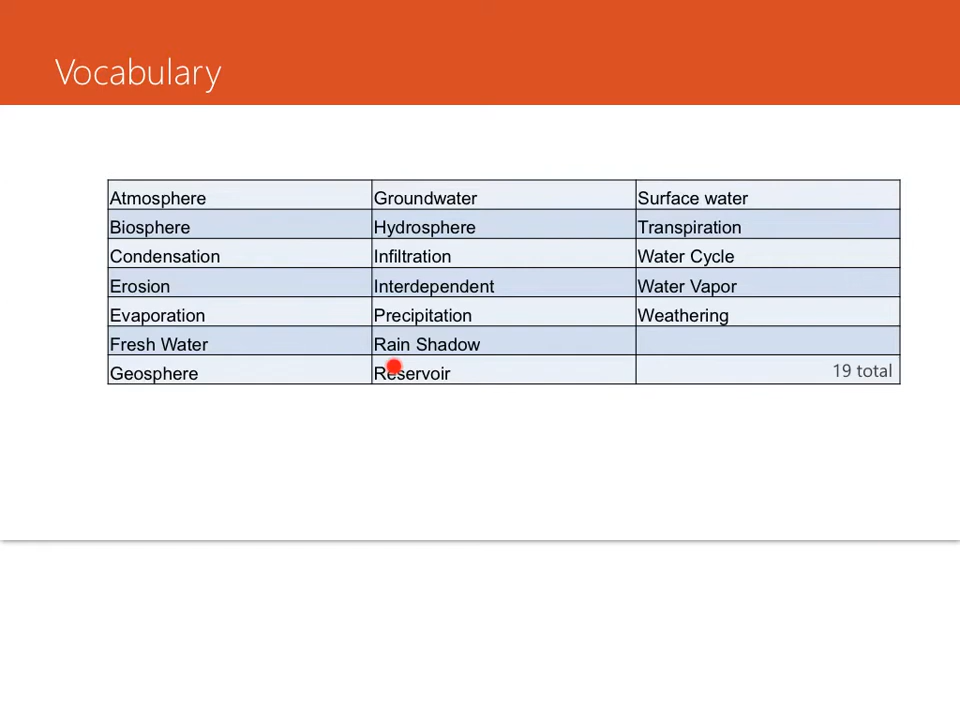 Vocabulary
Atmosphere Groundwater Surface water
Biosphere Hydrosphere Transpiration
Condensation Infiltration Water Cycle
Erosion Interdependent Water Vapor
Evaporation Precipitation Weathering
Fresh Water Rain Shadow
Geosphere Reservoir 19 total